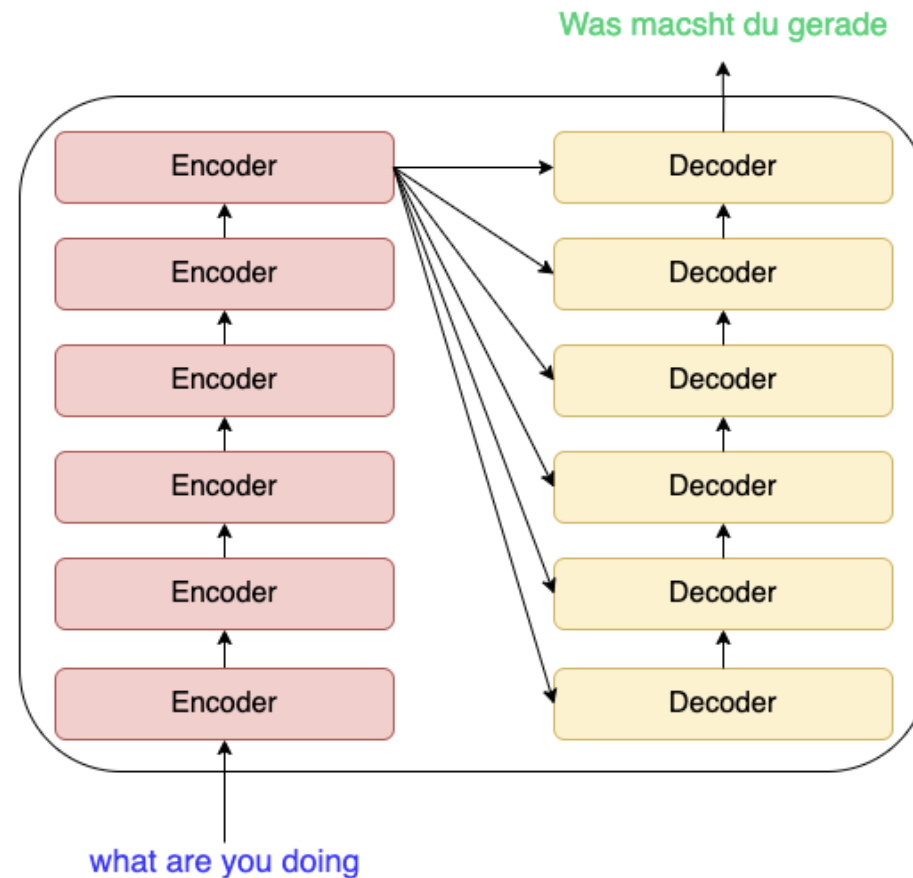 Was macsht du gerade
Encoder
Decoder
Encoder
Decoder
Encoder
Decoder
Encoder
Decoder
Encoder
Decoder
Encoder
Decoder
what are you doing